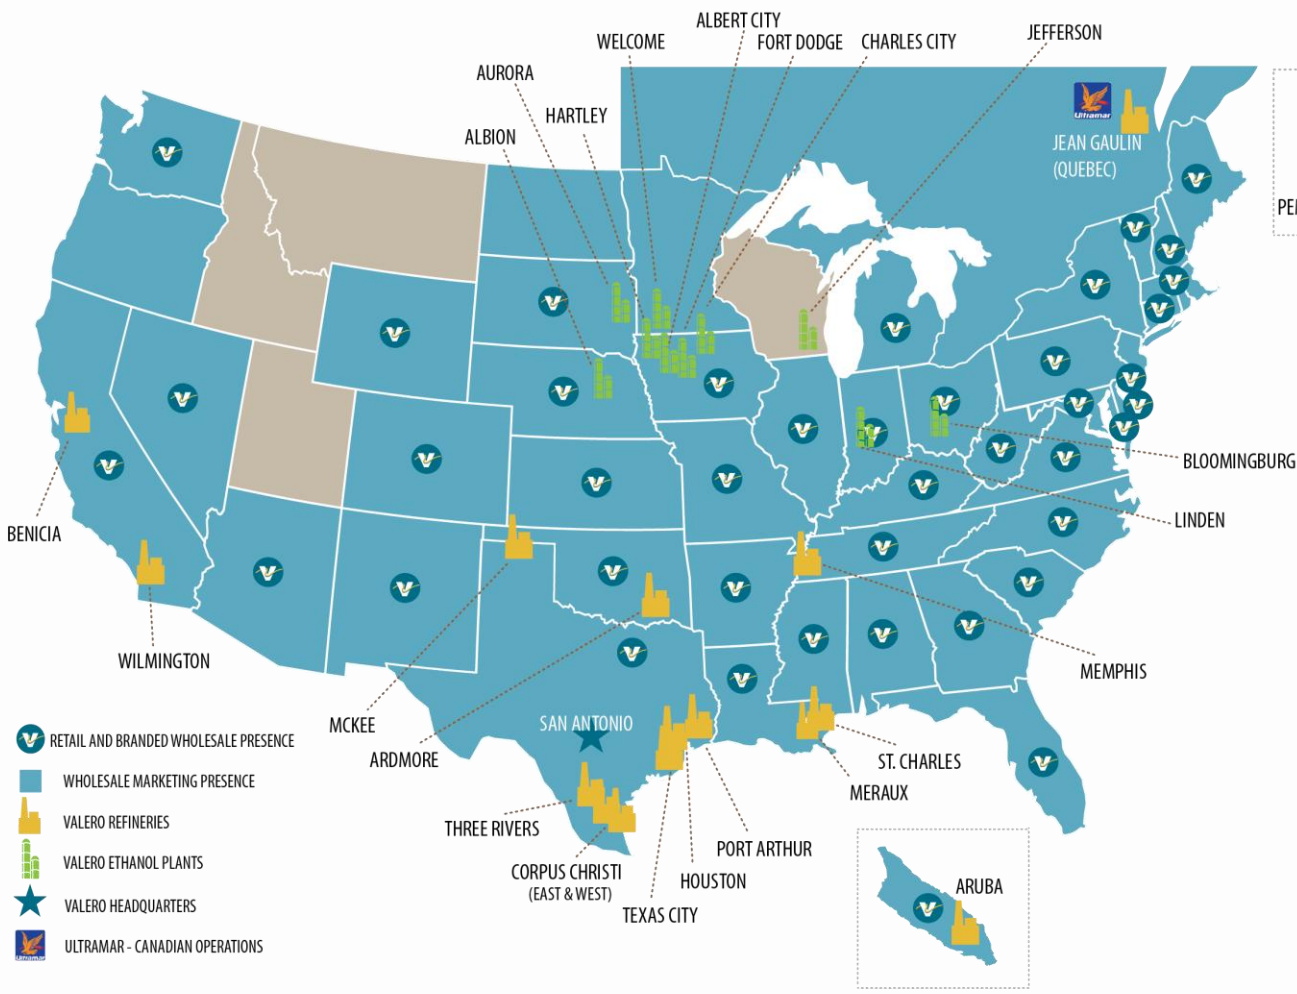 ALBERT CITY
WELCOME
FORT DODGE
CHARLES CITY
JEFFERSON
AURORA
HARTLEY
ALBION
Ultramar
JEAN GAULIN
(QUEBEC)
BLOOMINGBURG
LINDEN
BENICIA
WILMINGTON
MEMPHIS
MCKEE
SAN ANTONIO
ARDMORE
ST. CHARLES
MERAUX
THREE RIVERS
PORT ARTHUR
CORPUS CHRISTI
(EAST & WEST)
HOUSTON
TEXAS CITY
ARUBA
RETAIL AND BRANDED WHOLESALE PRESENCE
WHOLESALE MARKETING PRESENCE
VALERO REFINERIES
VALERO ETHANOL PLANTS
VALERO HEADQUARTERS
Ultramar
ULTRAMAR - CANADIAN OPERATIONS